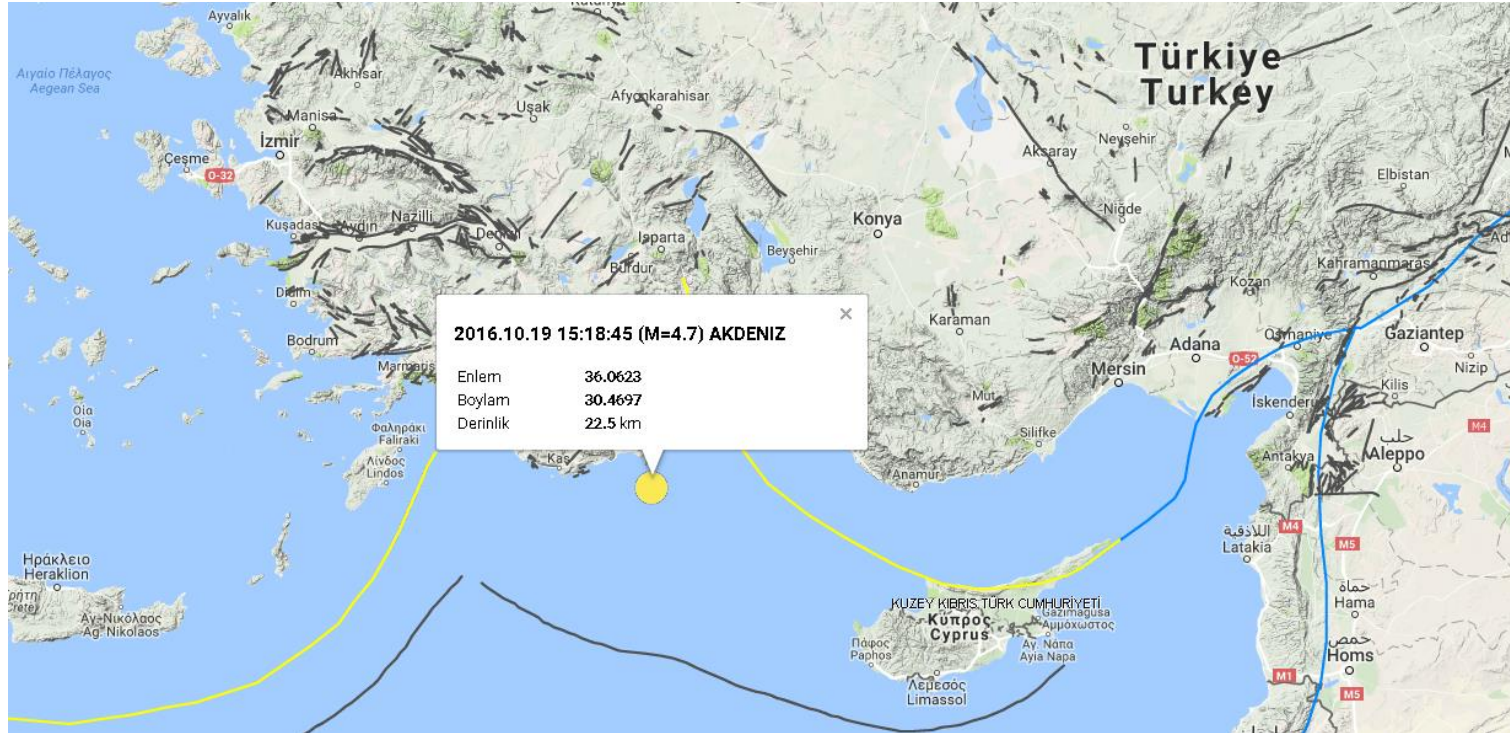 Ayvalık
Αιγαίο Πέλαγος
Aegean Sea
Akhisar
Uşak
Afyonkarahisar
Türkiye
Turkey
Manisa
İzmir
Çeşme
O-32
Aksaray
Nevşehir
Elbistan
Niğde
Kuşadası
Aydın
Nazilli
Isparta
Burdur
Beyşehir
Konya
Kahramanmaraş
Kozan
Didim
Bodrum
Marmaris
Karaman
Adana
O-52
Osmaniye
Gaziantep
Nizip
Mersin
Kilis
×
2016.10.19 15:18:45 (M=4.7) AKDENIZ
Enlem 36.0623
Boylam 30.4697
Derinlik 22.5 km
Οία
Oia
Φαληράκι
Faliraki
Λίνδος
Lindos
Kaş
Mut
Silifke
Anamur
İskenderun
M4
حلب
Aleppo
Antakya
اللاذقية
Latakia
M4
M5
حماة
Hama
Ηράκλειο
Heraklion
Crete
Αγ. Νικόλαος
Ag. Nikolaos
KUZEY KIBRIS TÜRK CUMHURİYETİ
Κύπρος
Cyprus
Gazimağusa
Αμμόχωστος
Πάφος
Paphos
Αγ. Νάπα
Ayia Napa
Λεμεσός
Limassol
حمص
Homs
M1
M5